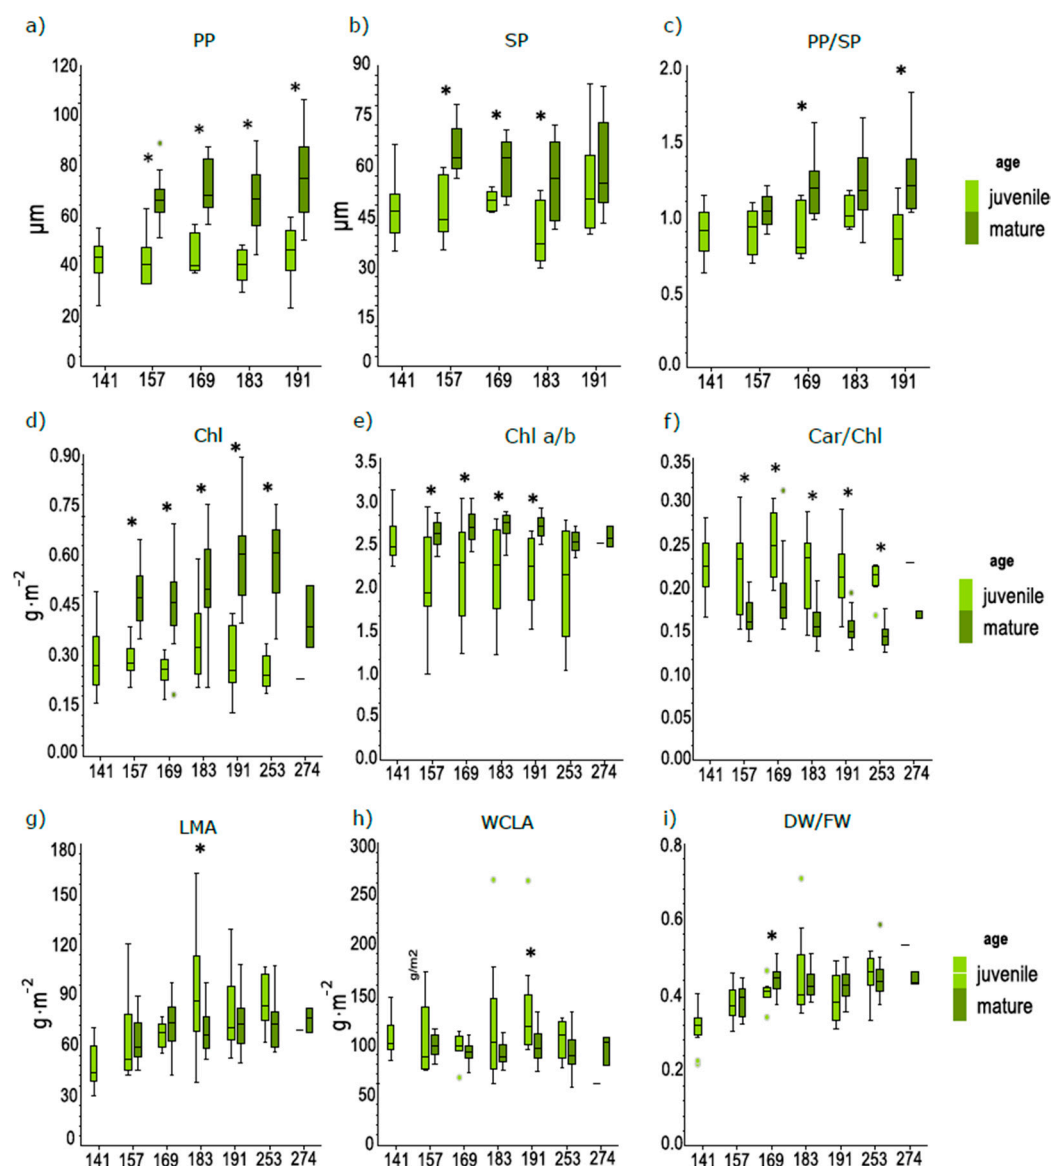 a) PP
b) SP
c) PP/SP
120
100
80
60
40
20
0
µm
141 157 169 183 191
* * * *
90
75
60
45
30
15
0
µm
141 157 169 183 191
* * *
2.0
1.5
1.0
0.5
0.0
141 157 169 183 191
* *
age
juvenile
mature
d) Chl
e) Chl a/b
f) Car/Chl
0.90
0.75
0.60
0.45
0.30
0.15
0.00
g·m⁻²
141 157 169 183 191 253 274
* * * * *
3.5
3.0
2.5
2.0
1.5
1.0
0.5
0.0
141 157 169 183 191 253 274
* * * *
0.35
0.30
0.25
0.20
0.15
0.10
0.05
0.00
141 157 169 183 191 253 274
* * * * *
age
juvenile
mature
g) LMA
h) WCLA
i) DW/FW
180
150
120
90
60
30
0
g·m⁻²
141 157 169 183 191 253 274
*
300
250
200
150
100
50
0
g·m⁻²
g/m2
141 157 169 183 191 253 274
*
0.8
0.6
0.4
0.2
0.0
141 157 169 183 191 253 274
*
age
juvenile
mature